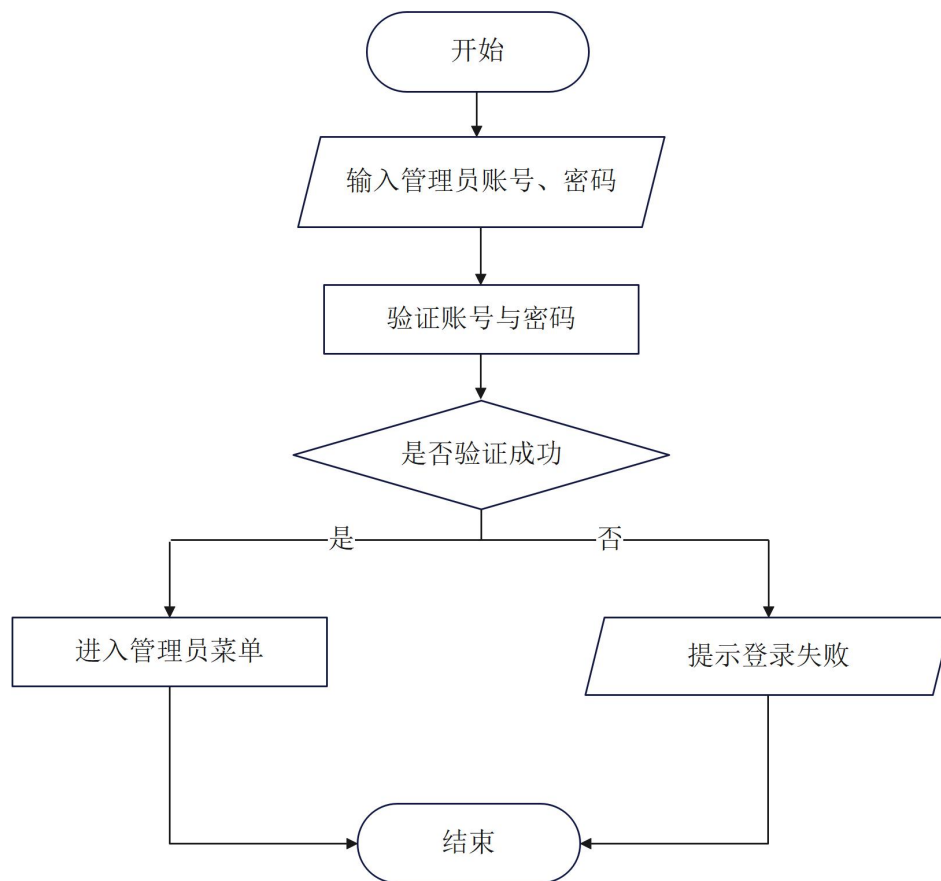 开始
输入管理员账号、密码
验证账号与密码
是否验证成功
是
否
进入管理员菜单
提示登录失败
结束